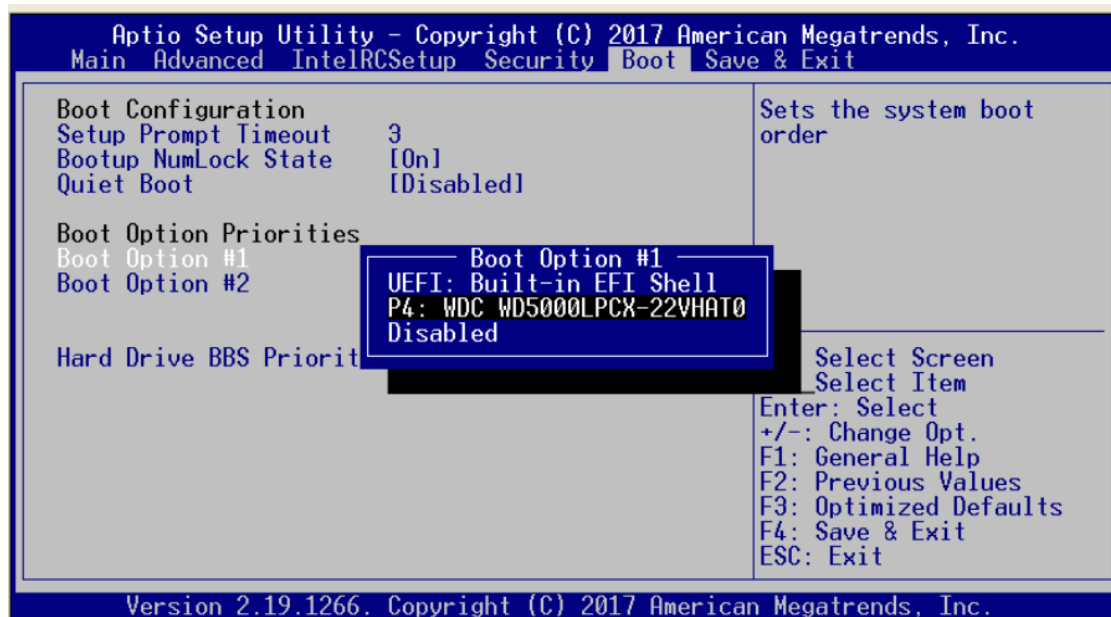 Aptio Setup Utility – Copyright (C) 2017 American Megatrends, Inc.
Main Advanced IntelRCSetup Security Boot Save & Exit
Boot Configuration
Setup Prompt Timeout 3
Bootup NumLock State [On]
Quiet Boot [Disabled]
Boot Option Priorities
Boot Option #1
Boot Option #2
Hard Drive BBS Priorit
Boot Option #1
UEFI: Built-in EFI Shell
P4: WDC WD5000LPCX-22VHAT0
Disabled
Sets the system boot
order
Select Screen
Select Item
Enter: Select
+/-: Change Opt.
F1: General Help
F2: Previous Values
F3: Optimized Defaults
F4: Save & Exit
ESC: Exit
Version 2.19.1266. Copyright (C) 2017 American Megatrends, Inc.